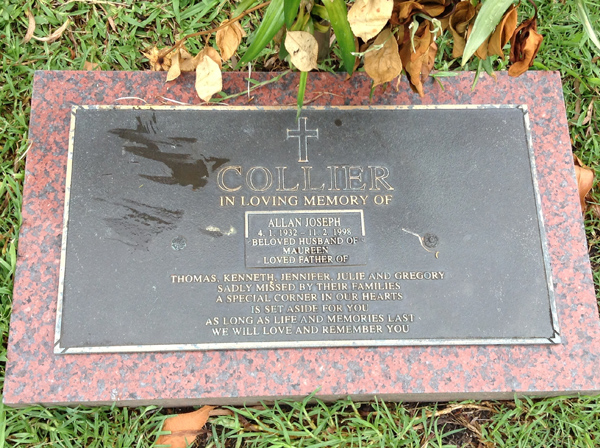 COLLIER
IN LOVING MEMORY OF
ALLAN JOSEPH
4. 1. 1932 - 11. 2. 1998
BELOVED HUSBAND OF
MAUREEN
LOVED FATHER OF
THOMAS, KENNETH, JENNIFER, JULIE AND GREGORY
SADLY MISSED BY THEIR FAMILIES
A SPECIAL CORNER IN OUR HEARTS
IS SET ASIDE FOR YOU
AS LONG AS LIFE AND MEMORIES LAST
WE WILL LOVE AND REMEMBER YOU